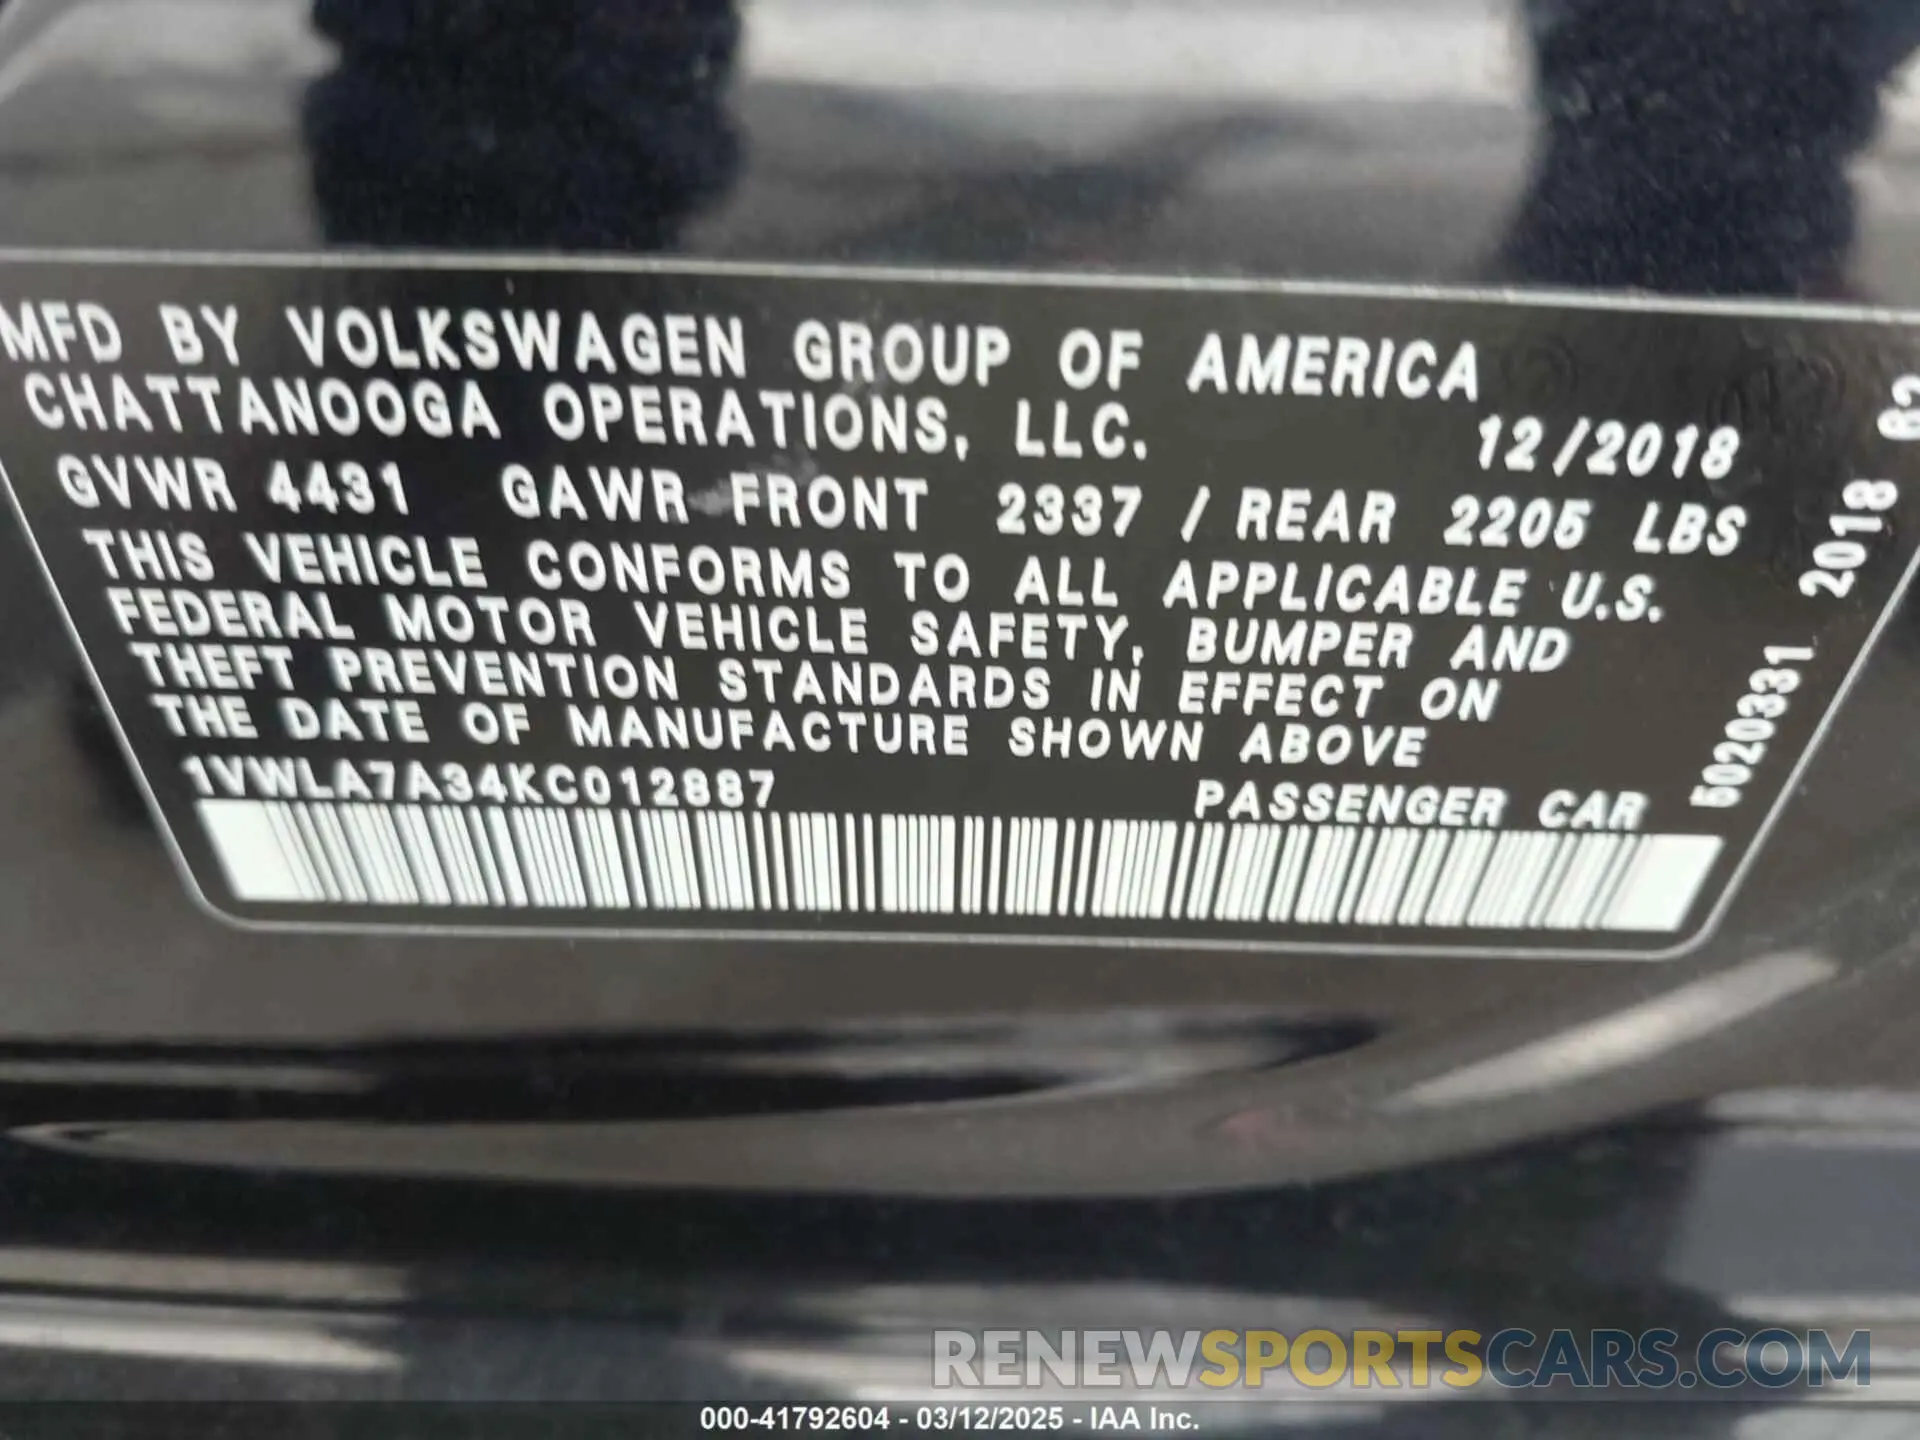 MFD BY VOLKSWAGEN GROUP OF AMERICA
CHATTANOOGA OPERATIONS, LLC.
12/2018
GVWR 4431 GAWR FRONT 2337 / REAR 2205 LBS
THIS VEHICLE CONFORMS TO ALL APPLICABLE U.S.
FEDERAL MOTOR VEHICLE SAFETY, BUMPER AND
THEFT PREVENTION STANDARDS IN EFFECT ON
THE DATE OF MANUFACTURE SHOWN ABOVE
1VWLA7A34KC012887
PASSENGER CAR
5020331 2018
RENEWSPORTSCARS.COM
000-41792604 - 03/12/2025 - IAA Inc.